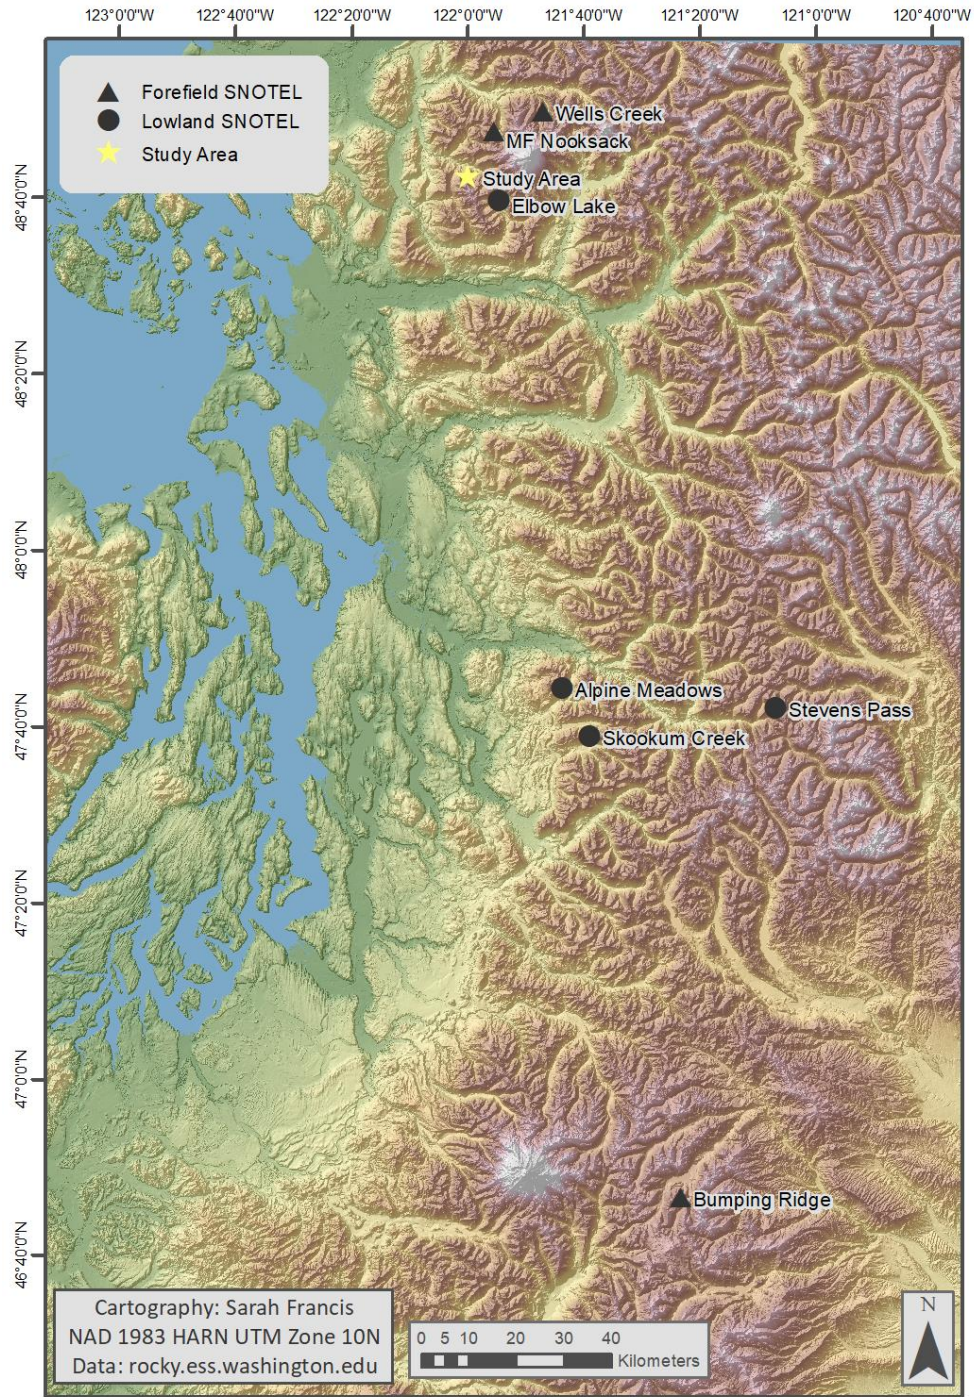 123°0'0"W 122°40'0"W 122°20'0"W 122°0'0"W 121°40'0"W 121°20'0"W 121°0'0"W 120°40'0"W
Forefield SNOTEL
Lowland SNOTEL
Study Area
Wells Creek
MF Nooksack
Study Area
Elbow Lake
48°40'0"N
48°20'0"N
48°0'0"N
Alpine Meadows
Stevens Pass
Skookum Creek
47°40'0"N
47°20'0"N
47°0'0"N
Bumping Ridge
46°40'0"N
Cartography: Sarah Francis
NAD 1983 HARN UTM Zone 10N
Data: rocky.ess.washington.edu
0 5 10 20 30 40
Kilometers
N